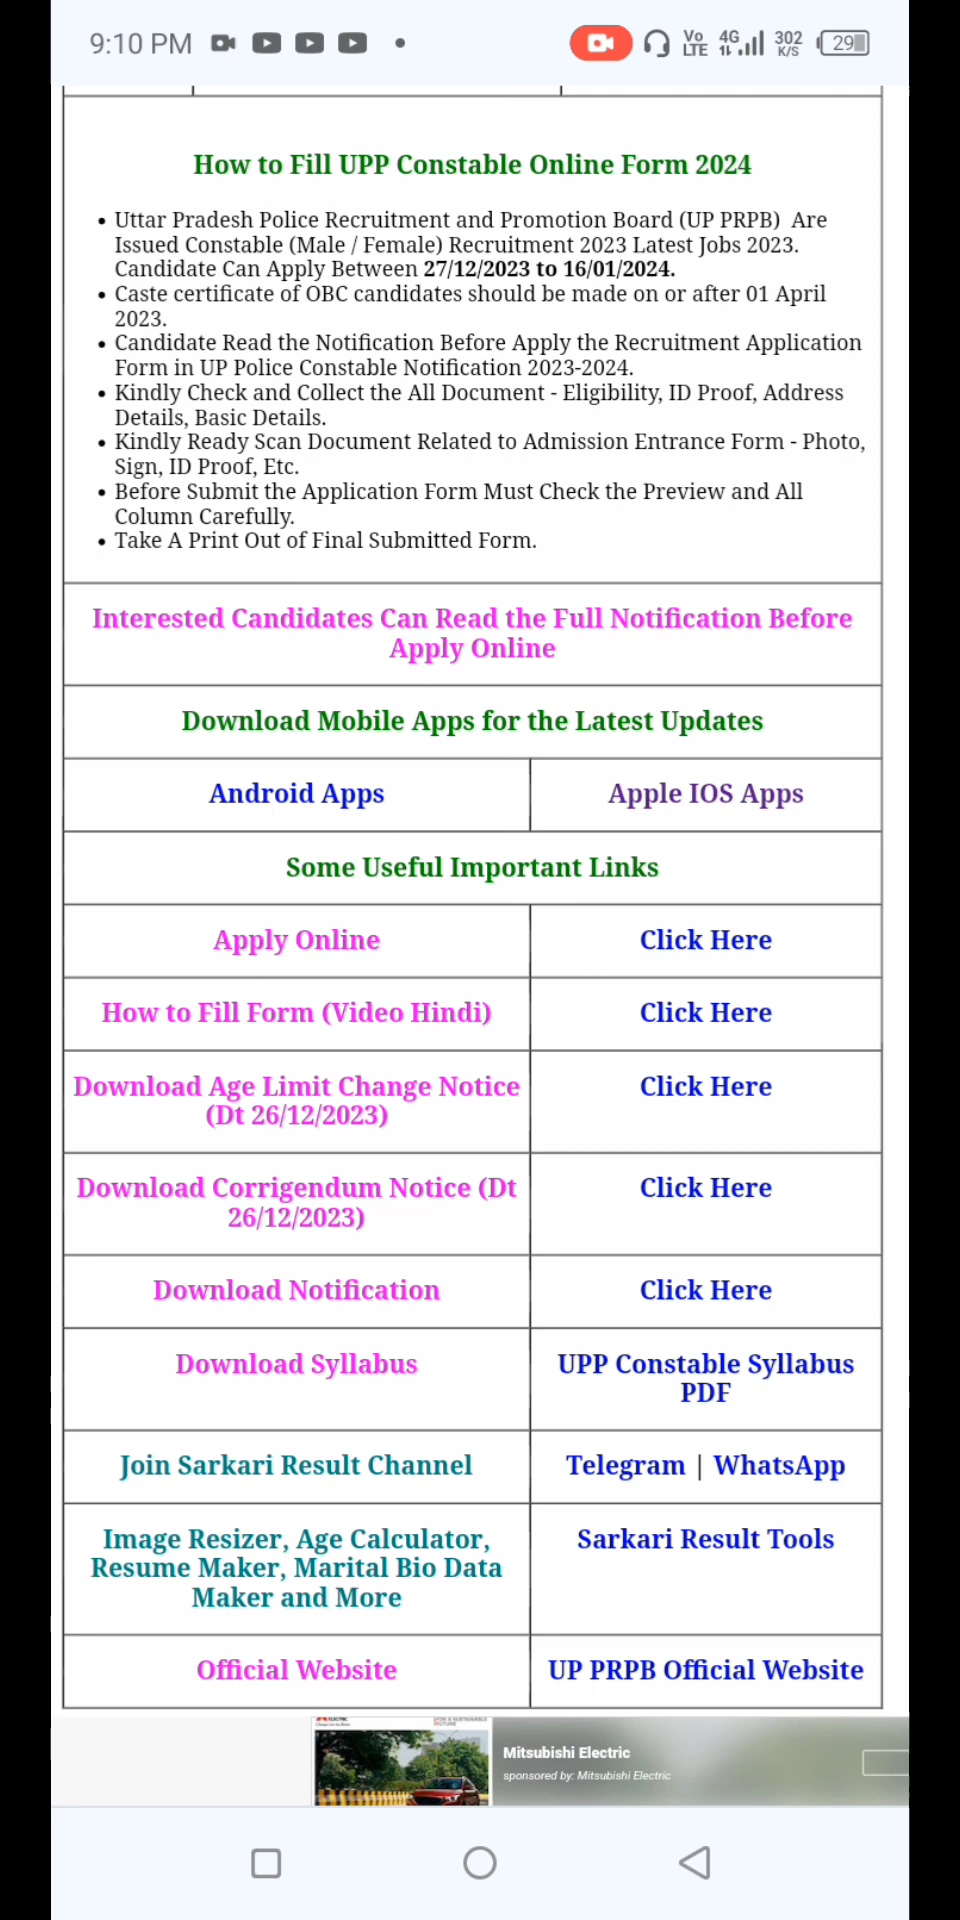 9:10 PM
Vo LTE 4G 302 K/S 29
How to Fill UPP Constable Online Form 2024
Uttar Pradesh Police Recruitment and Promotion Board (UP PRPB) Are
Issued Constable (Male / Female) Recruitment 2023 Latest Jobs 2023.
Candidate Can Apply Between 27/12/2023 to 16/01/2024.
Caste certificate of OBC candidates should be made on or after 01 April
2023.
Candidate Read the Notification Before Apply the Recruitment Application
Form in UP Police Constable Notification 2023-2024.
Kindly Check and Collect the All Document - Eligibility, ID Proof, Address
Details, Basic Details.
Kindly Ready Scan Document Related to Admission Entrance Form - Photo,
Sign, ID Proof, Etc.
Before Submit the Application Form Must Check the Preview and All
Column Carefully.
Take A Print Out of Final Submitted Form.
Interested Candidates Can Read the Full Notification Before
Apply Online
Download Mobile Apps for the Latest Updates
Android Apps
Apple IOS Apps
Some Useful Important Links
Apply Online
Click Here
How to Fill Form (Video Hindi)
Click Here
Download Age Limit Change Notice
(Dt 26/12/2023)
Click Here
Download Corrigendum Notice (Dt
26/12/2023)
Click Here
Download Notification
Click Here
Download Syllabus
UPP Constable Syllabus
PDF
Join Sarkari Result Channel
Telegram | WhatsApp
Image Resizer, Age Calculator,
Resume Maker, Marital Bio Data
Maker and More
Sarkari Result Tools
Official Website
UP PRPB Official Website
Mitsubishi Electric
sponsored by: Mitsubishi Electric